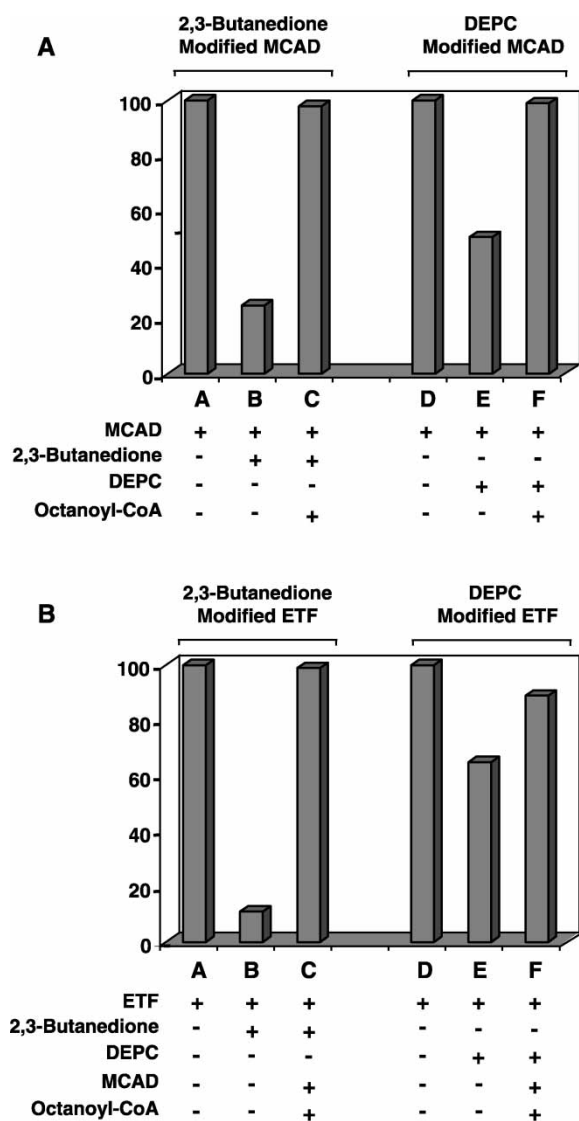 A
2,3-Butanedione
Modified MCAD
DEPC
Modified MCAD
100
80
60
40
20
0
A B C D E F
MCAD + + + + + +
2,3-Butanedione - + + - - -
DEPC - - - - + +
Octanoyl-CoA - - + - - +
B
2,3-Butanedione
Modified ETF
DEPC
Modified ETF
100
80
60
40
20
0
A B C D E F
ETF + + + + + +
2,3-Butanedione - + + - - -
DEPC - - - - + +
MCAD - - + - - +
Octanoyl-CoA - - + - - +